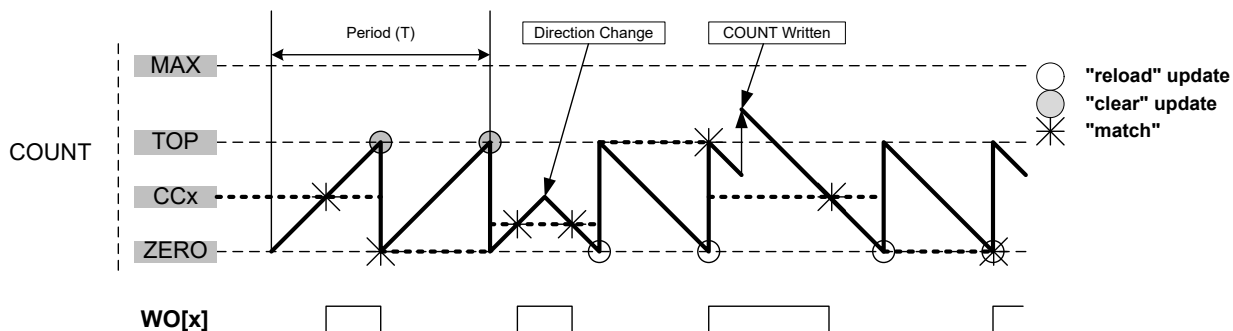 Period (T)
Direction Change
COUNT Written
MAX
"reload" update
"clear" update
"match"
TOP
COUNT
CCx
ZERO
WO[x]